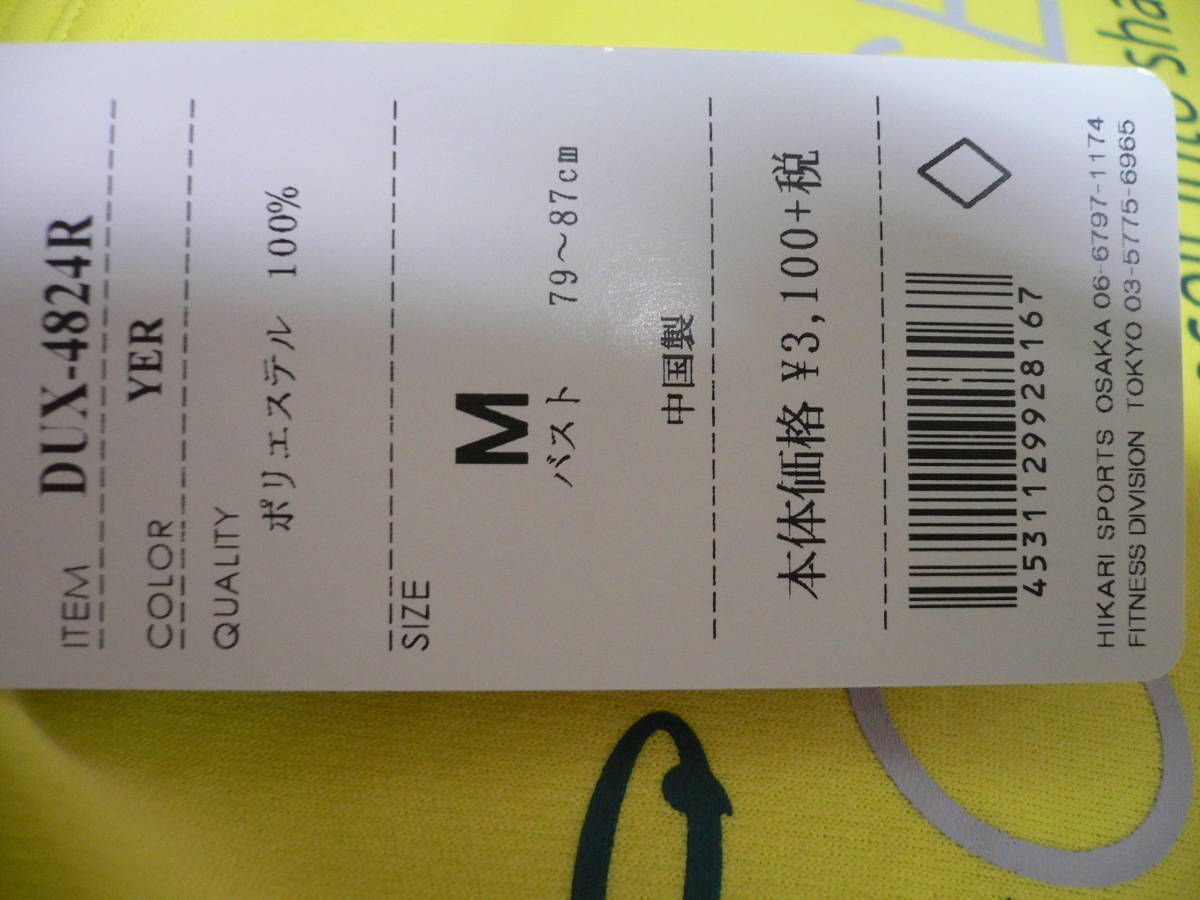 ITEM DUX-4824R
COLOR YER
QUALITY
ポリエステル 100%
SIZE
M
バスト 79～87cm
中国製
本体価格 ¥3,100+税
4531129928167
HIKARI SPORTS OSAKA 06-6797-1174
FITNESS DIVISION TOKYO 03-5775-6965